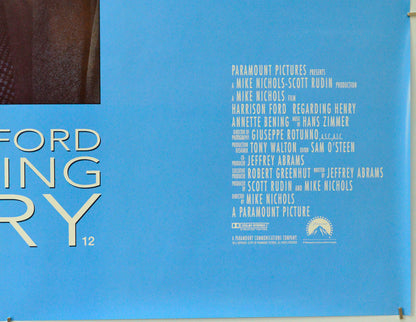 FORD
ING
RY
12
PARAMOUNT PICTURES PRESENTS
A MIKE NICHOLS-SCOTT RUDIN PRODUCTION
A MIKE NICHOLS FILM
HARRISON FORD REGARDING HENRY
ANNETTE BENING MUSIC BY HANS ZIMMER
DIRECTOR OF PHOTOGRAPHY GIUSEPPE ROTUNNO, A.S.C., A.I.C.
PRODUCTION DESIGNER TONY WALTON EDITOR SAM O'STEEN
CO-PRODUCER JEFFREY ABRAMS
EXECUTIVE PRODUCER ROBERT GREENHUT WRITTEN BY JEFFREY ABRAMS
PRODUCED BY SCOTT RUDIN AND MIKE NICHOLS
DIRECTED BY MIKE NICHOLS
A PARAMOUNT PICTURE
A PARAMOUNT COMMUNICATIONS COMPANY
Paramount